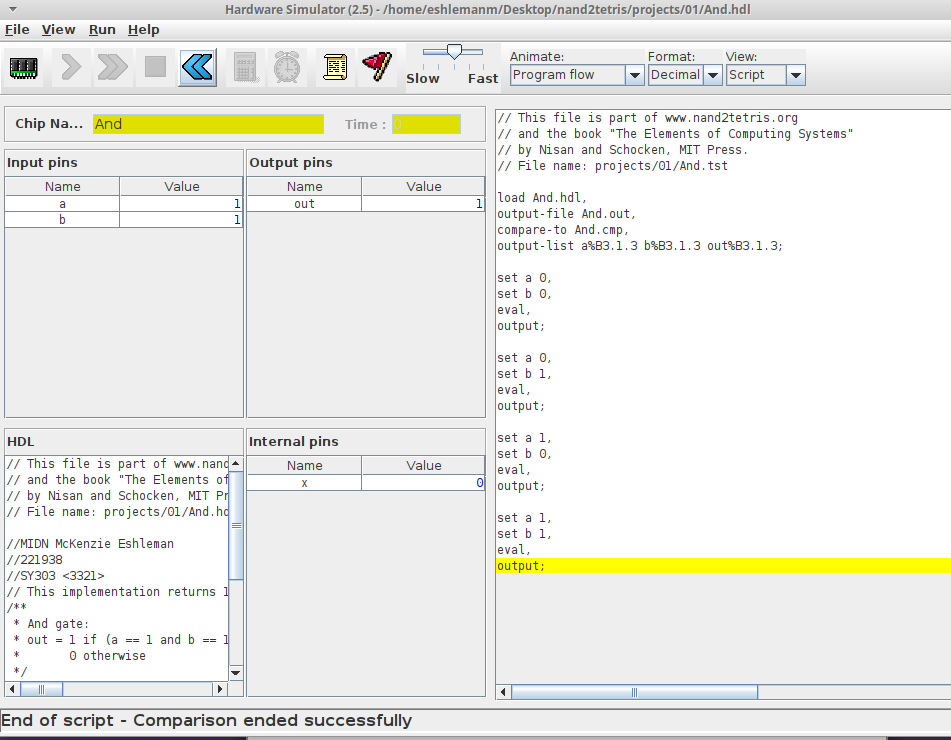 Hardware Simulator (2.5) - /home/eshlemanm/Desktop/nand2tetris/projects/01/And.hdl
File View Run Help
Slow Fast
Animate:
Program flow
Format:
Decimal
View:
Script
Chip Na... And Time : 0
Input pins
Name Value
a 1
b 1
Output pins
Name Value
out 1
HDL
// This file is part of www.nand
// and the book "The Elements of
// by Nisan and Schocken, MIT Pr
// File name: projects/01/And.hd
//MIDN McKenzie Eshleman
//221938
//SY303 <3321>
// This implementation returns 1
/**
* And gate:
* out = 1 if (a == 1 and b == 1
* 0 otherwise
*/
Internal pins
Name Value
x 0
// This file is part of www.nand2tetris.org
// and the book "The Elements of Computing Systems"
// by Nisan and Schocken, MIT Press.
// File name: projects/01/And.tst
load And.hdl,
output-file And.out,
compare-to And.cmp,
output-list a%B3.1.3 b%B3.1.3 out%B3.1.3;
set a 0,
set b 0,
eval,
output;
set a 0,
set b 1,
eval,
output;
set a 1,
set b 0,
eval,
output;
set a 1,
set b 1,
eval,
output;
End of script - Comparison ended successfully